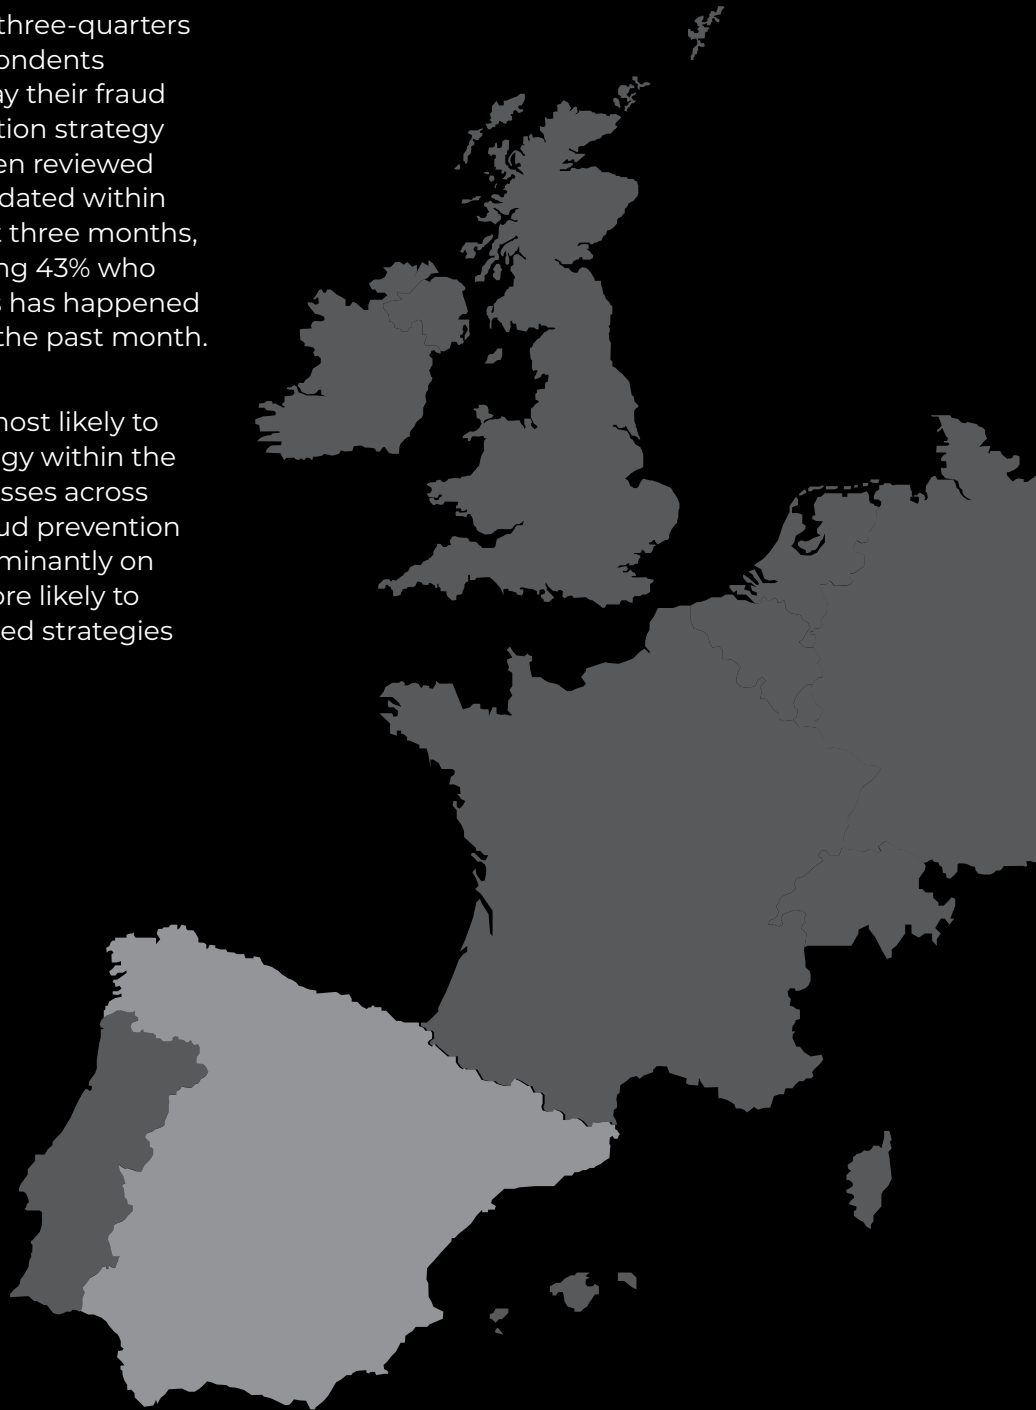 three-quarters
ondents
ay their fraud
tion strategy
en reviewed
dated within
t three months,
ng 43% who
s has happened
the past month.
nost likely to
gy within the
sses across
ud prevention
minantly on
ore likely to
ed strategies